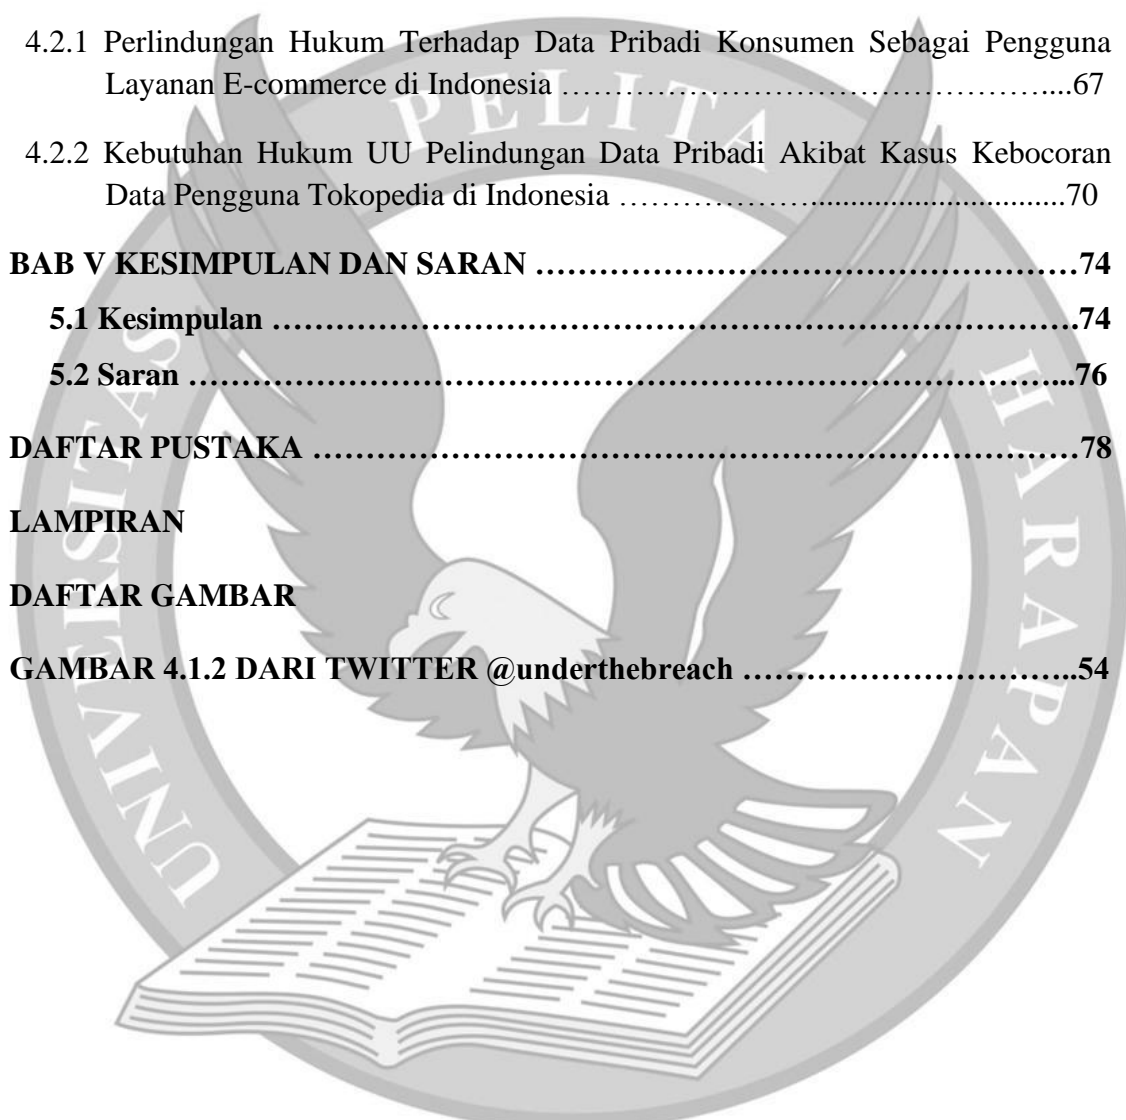 4.2.1 Perlindungan Hukum Terhadap Data Pribadi Konsumen Sebagai Pengguna
Layanan E-commerce di Indonesia …………………………………………....67
4.2.2 Kebutuhan Hukum UU Pelindungan Data Pribadi Akibat Kasus Kebocoran
Data Pengguna Tokopedia di Indonesia ………………...............................70
BAB V KESIMPULAN DAN SARAN ……………………………………………………74
5.1 Kesimpulan ……………………………………………………………………………….74
5.2 Saran …………………………………………………………………………………...76
DAFTAR PUSTAKA ……………………………………………………………………………78
LAMPIRAN
DAFTAR GAMBAR
GAMBAR 4.1.2 DARI TWITTER @underthebreach ………………………………..54
UNIVERSITAS PELITA HARAPAN